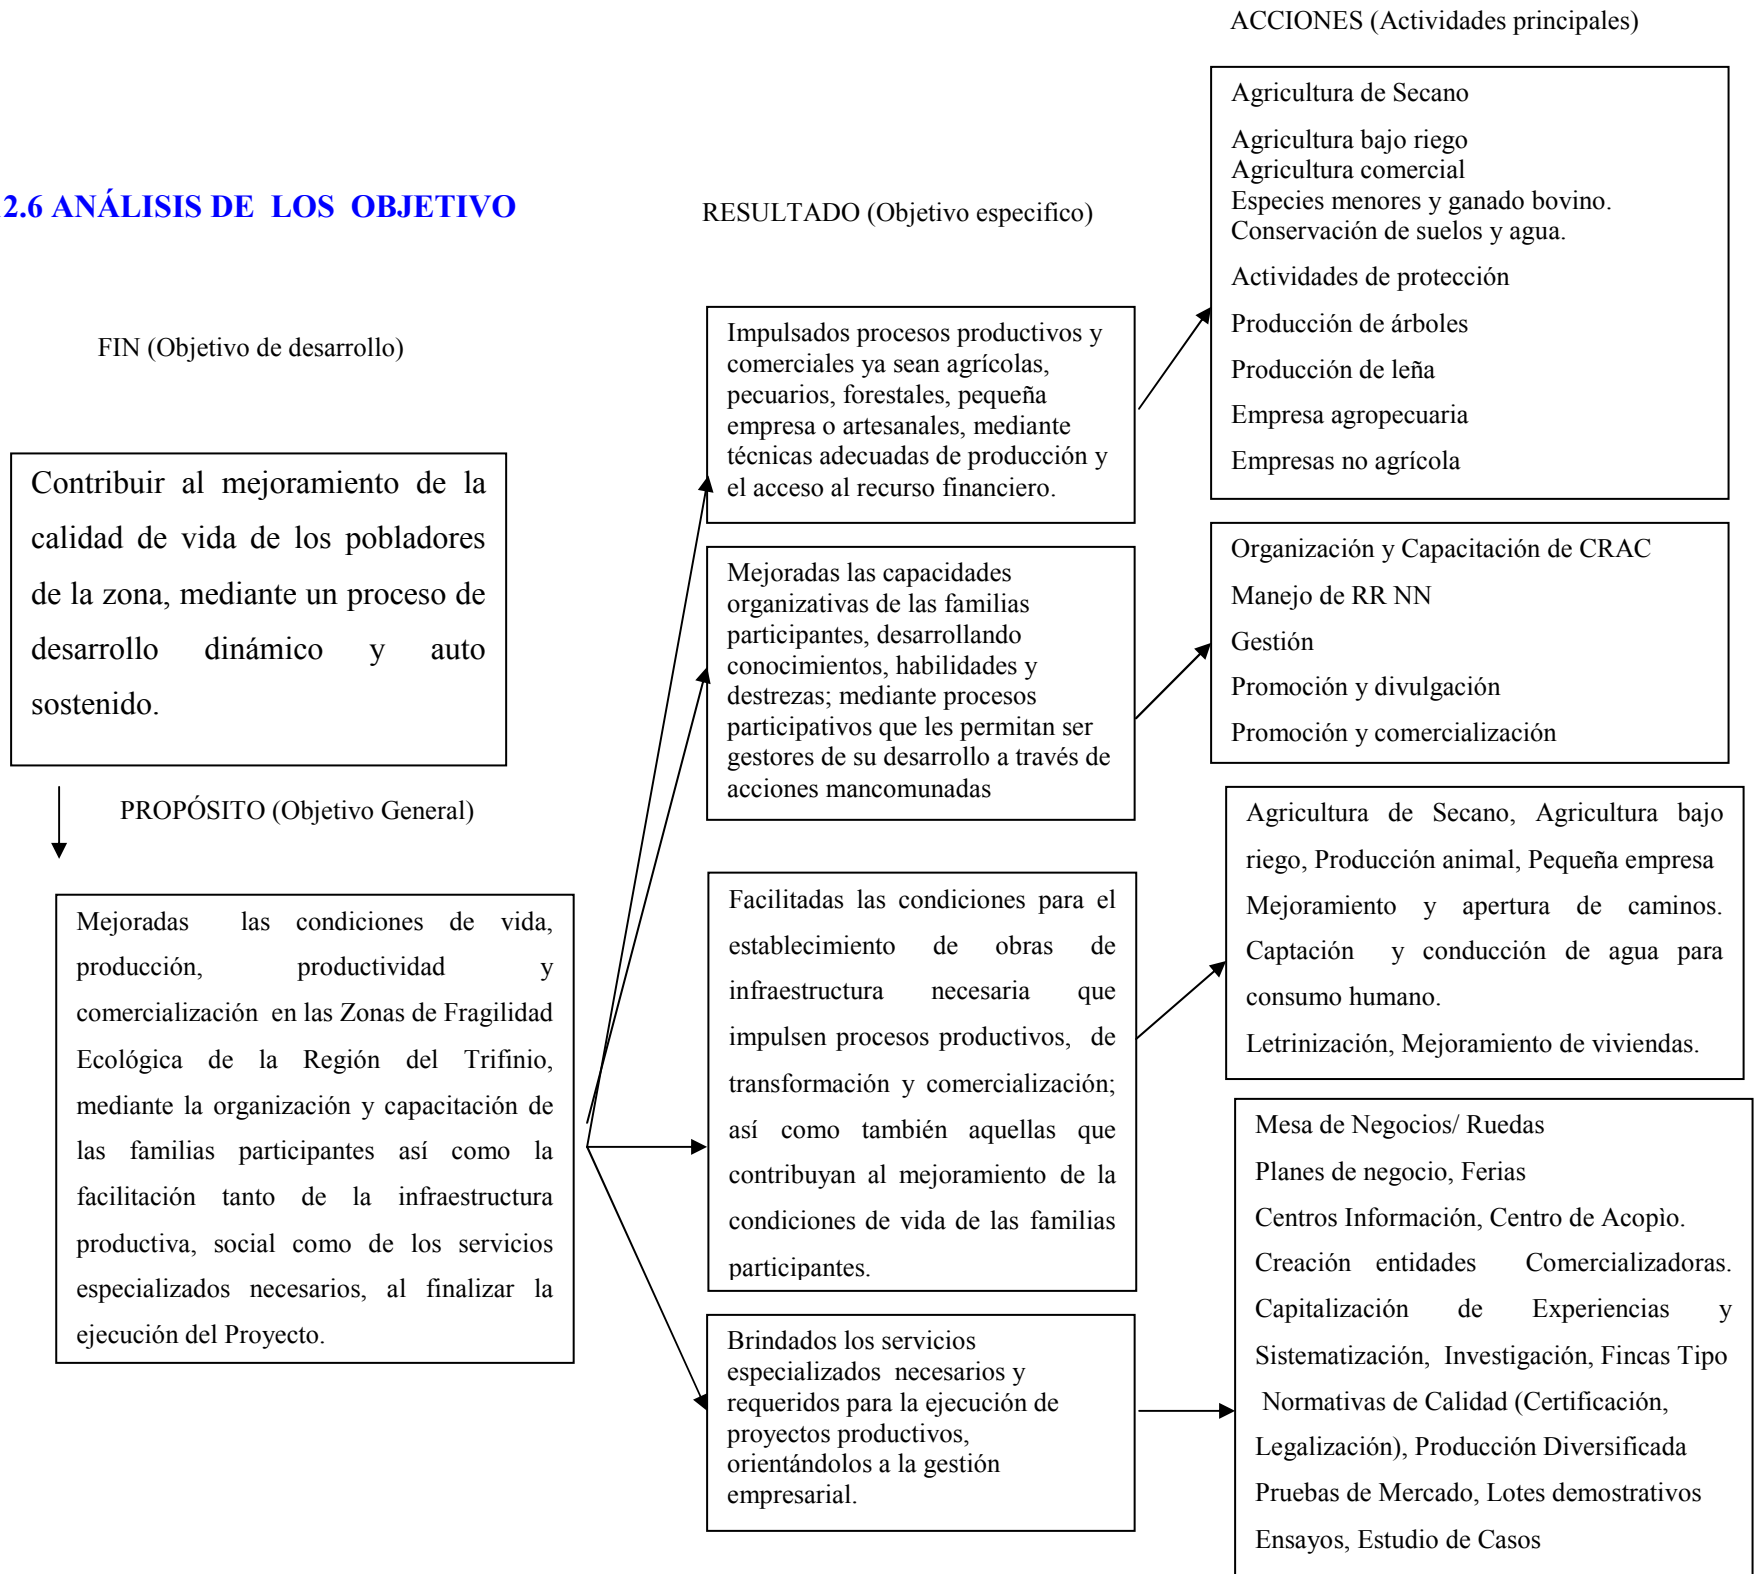 ACCIONES (Actividades principales)
2.6 ANÁLISIS DE LOS OBJETIVO
RESULTADO (Objetivo especifico)
FIN (Objetivo de desarrollo)
Contribuir al mejoramiento de la
calidad de vida de los pobladores
de la zona, mediante un proceso de
desarrollo dinámico y auto
sostenido.
PROPÓSITO (Objetivo General)
Mejoradas las condiciones de vida,
producción, productividad y
comercialización en las Zonas de Fragilidad
Ecológica de la Región del Trifinio,
mediante la organización y capacitación de
las familias participantes así como la
facilitación tanto de la infraestructura
productiva, social como de los servicios
especializados necesarios, al finalizar la
ejecución del Proyecto.
Impulsados procesos productivos y
comerciales ya sean agrícolas,
pecuarios, forestales, pequeña
empresa o artesanales, mediante
técnicas adecuadas de producción y
el acceso al recurso financiero.
Mejoradas las capacidades
organizativas de las familias
participantes, desarrollando
conocimientos, habilidades y
destrezas; mediante procesos
participativos que les permitan ser
gestores de su desarrollo a través de
acciones mancomunadas
Facilitadas las condiciones para el
establecimiento de obras de
infraestructura necesaria que
impulsen procesos productivos, de
transformación y comercialización;
así como también aquellas que
contribuyan al mejoramiento de la
condiciones de vida de las familias
participantes.
Brindados los servicios
especializados necesarios y
requeridos para la ejecución de
proyectos productivos,
orientándolos a la gestión
empresarial.
Agricultura de Secano
Agricultura bajo riego
Agricultura comercial
Especies menores y ganado bovino.
Conservación de suelos y agua.
Actividades de protección
Producción de árboles
Producción de leña
Empresa agropecuaria
Empresas no agrícola
Organización y Capacitación de CRAC
Manejo de RR NN
Gestión
Promoción y divulgación
Promoción y comercialización
Agricultura de Secano, Agricultura bajo
riego, Producción animal, Pequeña empresa
Mejoramiento y apertura de caminos.
Captación y conducción de agua para
consumo humano.
Letrinización, Mejoramiento de viviendas.
Mesa de Negocios/ Ruedas
Planes de negocio, Ferias
Centros Información, Centro de Acopìo.
Creación entidades Comercializadoras.
Capitalización de Experiencias y
Sistematización, Investigación, Fincas Tipo
Normativas de Calidad (Certificación,
Legalización), Producción Diversificada
Pruebas de Mercado, Lotes demostrativos
Ensayos, Estudio de Casos